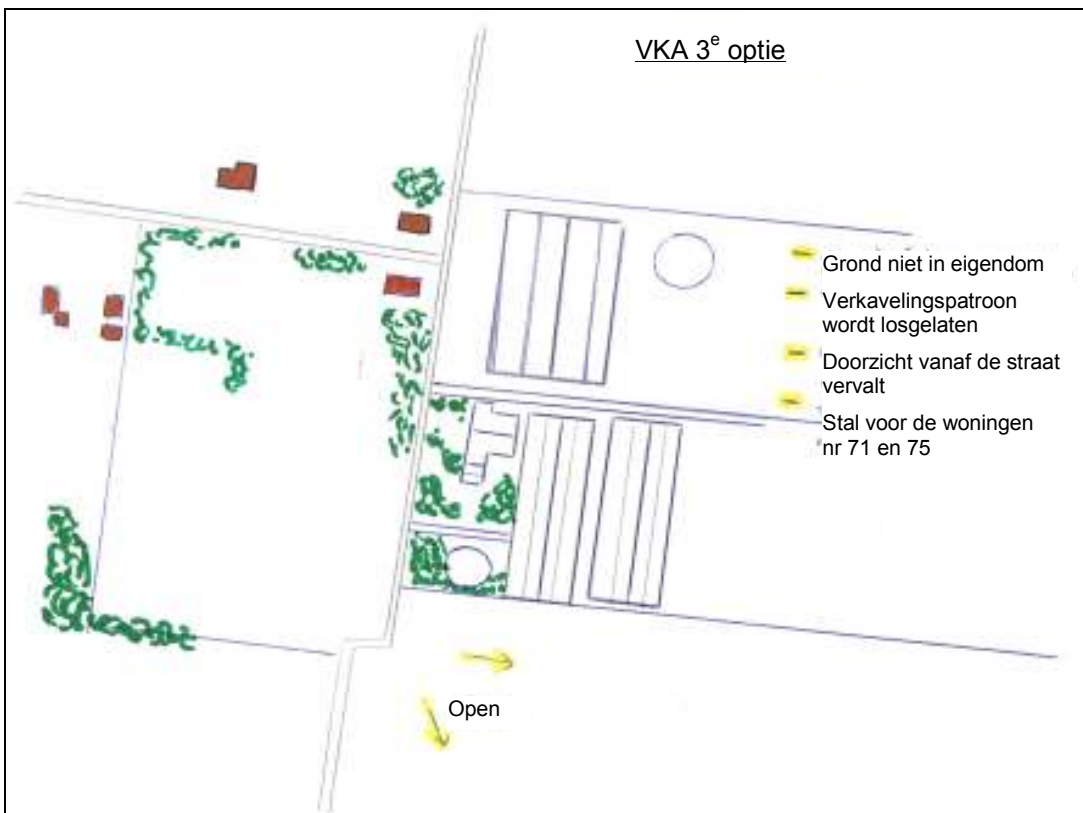 VKA 3e optie
Grond niet in eigendom
Verkavelingspatroon
wordt losgelaten
Doorzicht vanaf de straat
vervalt
Stal voor de woningen
nr 71 en 75
Open